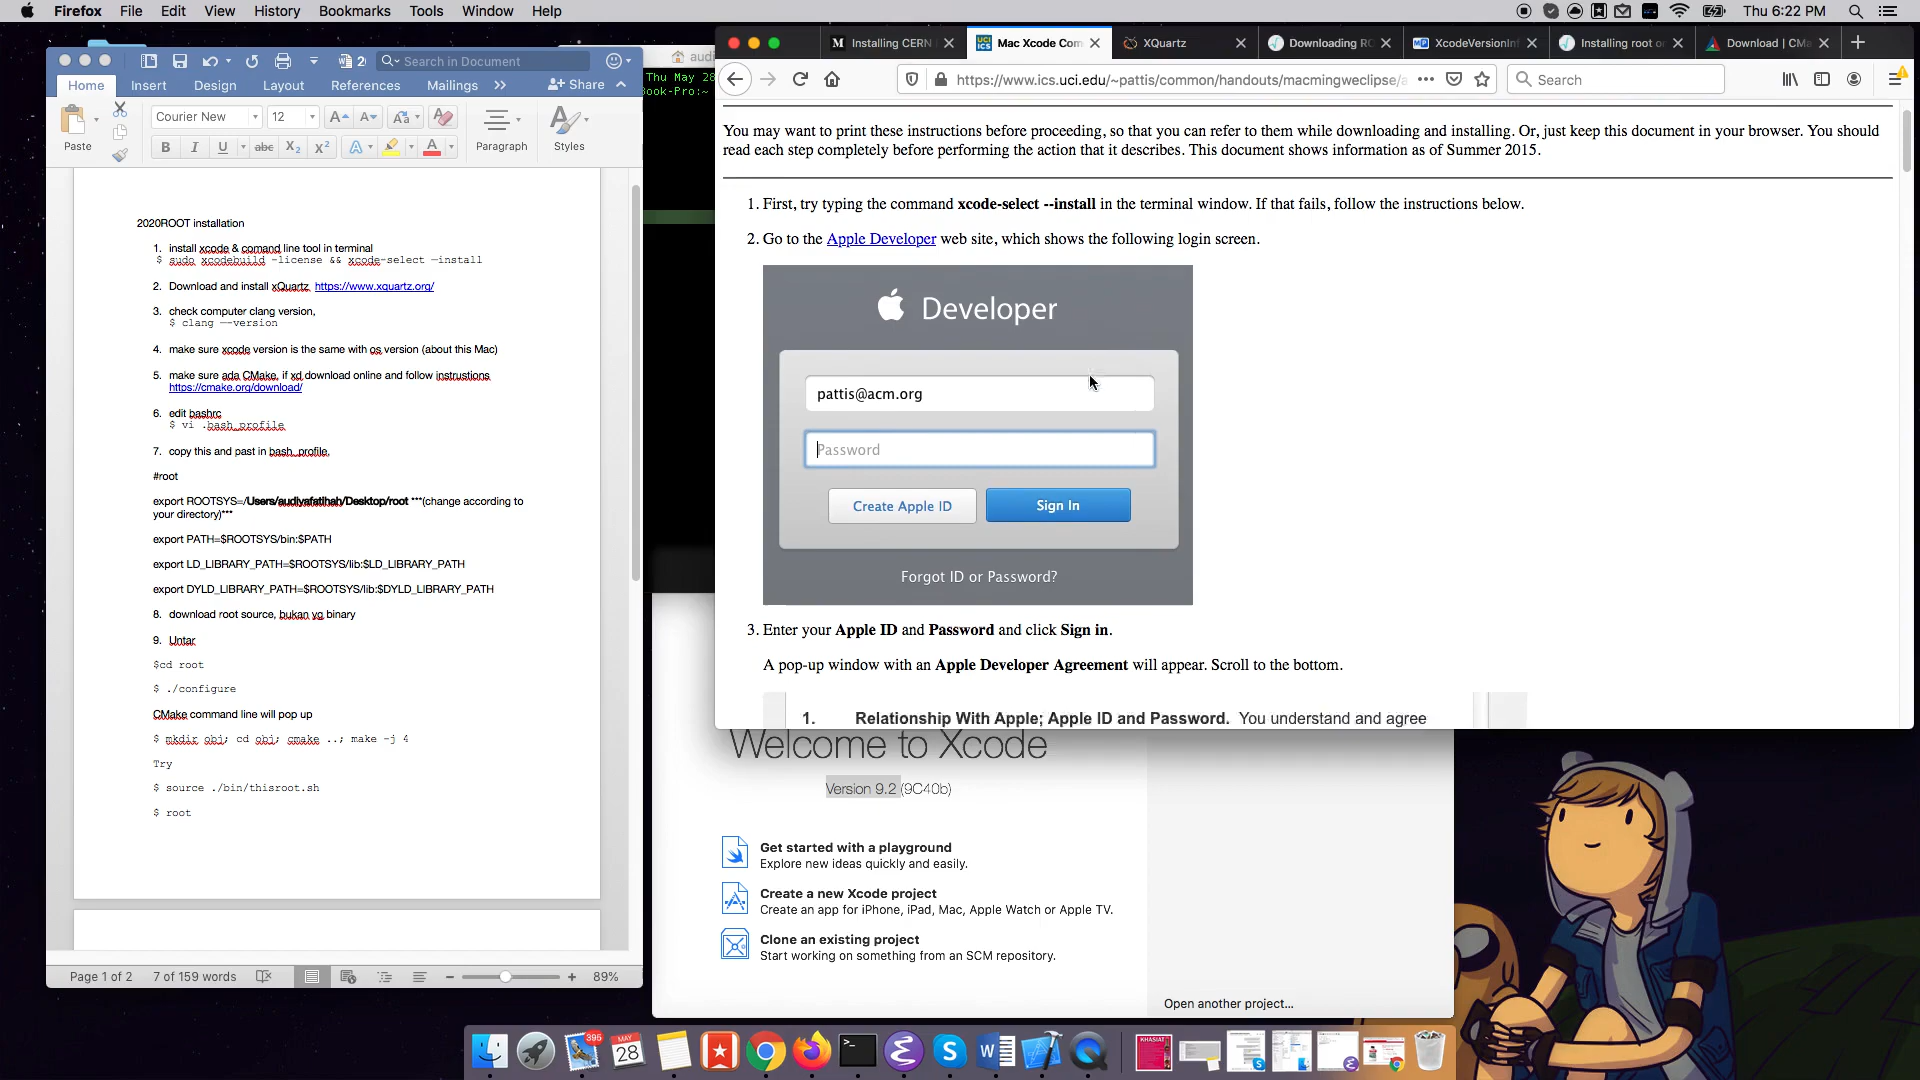 Firefox File Edit View History Bookmarks Tools Window Help
Thu 6:22 PM
2
Search in Document
Home Insert Design Layout References Mailings
Share
Paste
Courier New
12
Aa
B I U abc X2 X2 A A
Paragraph
Styles
2020ROOT installation
1. install xcode & comand line tool in terminal
$ sudo xcodebuild -license && xcode-select —install
2. Download and install xQuartz, https://www.xquartz.org/
3. check computer clang version,
$ clang --version
4. make sure xcode version is the same with os version (about this Mac)
5. make sure ada CMake, if xd download online and follow instrustions
https://cmake.org/download/
6. edit bashrc
$ vi .bash_profile
7. copy this and past in bash_profile,
#root
export ROOTSYS=/Users/audiyafatihah/Desktop/root ***(change according to
your directory)***
export PATH=$ROOTSYS/bin:$PATH
export LD_LIBRARY_PATH=$ROOTSYS/lib:$LD_LIBRARY_PATH
export DYLD_LIBRARY_PATH=$ROOTSYS/lib:$DYLD_LIBRARY_PATH
8. download root source, bukan yg binary
9. Untar
$cd root
$ ./configure
CMake command line will pop up
$ mkdir obj; cd obj; cmake ..; make -j 4
Try
$ source ./bin/thisroot.sh
$ root
Page 1 of 2 7 of 159 words
89%
audi
Thu May 28
Book-Pro:~
Installing CERN
Mac Xcode Com
XQuartz
Downloading RO
XcodeVersionInf
Installing root or
Download | CMa
https://www.ics.uci.edu/~pattis/common/handouts/macmingweclipse/a
Search
You may want to print these instructions before proceeding, so that you can refer to them while downloading and installing. Or, just keep this document in your browser. You should
read each step completely before performing the action that it describes. This document shows information as of Summer 2015.
1. First, try typing the command xcode-select --install in the terminal window. If that fails, follow the instructions below.
2. Go to the Apple Developer web site, which shows the following login screen.
Developer
pattis@acm.org
Password
Create Apple ID
Sign In
Forgot ID or Password?
3. Enter your Apple ID and Password and click Sign in.
A pop-up window with an Apple Developer Agreement will appear. Scroll to the bottom.
1. Relationship With Apple; Apple ID and Password. You understand and agree
Welcome to Xcode
Version 9.2 (9C40b)
Get started with a playground
Explore new ideas quickly and easily.
Create a new Xcode project
Create an app for iPhone, iPad, Mac, Apple Watch or Apple TV.
Clone an existing project
Start working on something from an SCM repository.
Open another project...
395
MAY
28
KHASIAT